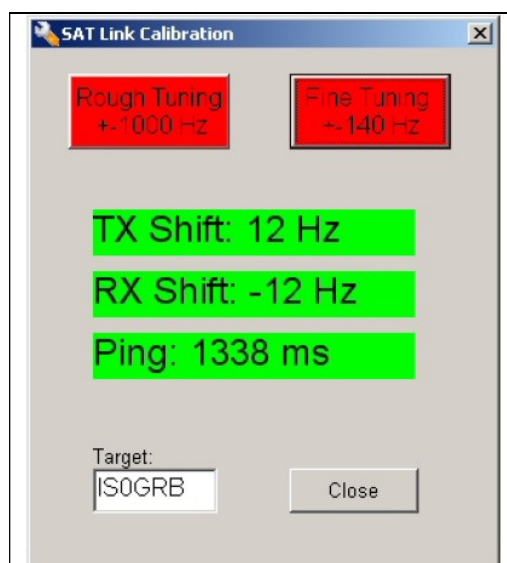 SAT Link Calibration
Rough Tuning
+-1000 Hz
Fine Tuning
+-140 Hz
TX Shift: 12 Hz
RX Shift: -12 Hz
Ping: 1338 ms
Target:
IS0GRB
Close